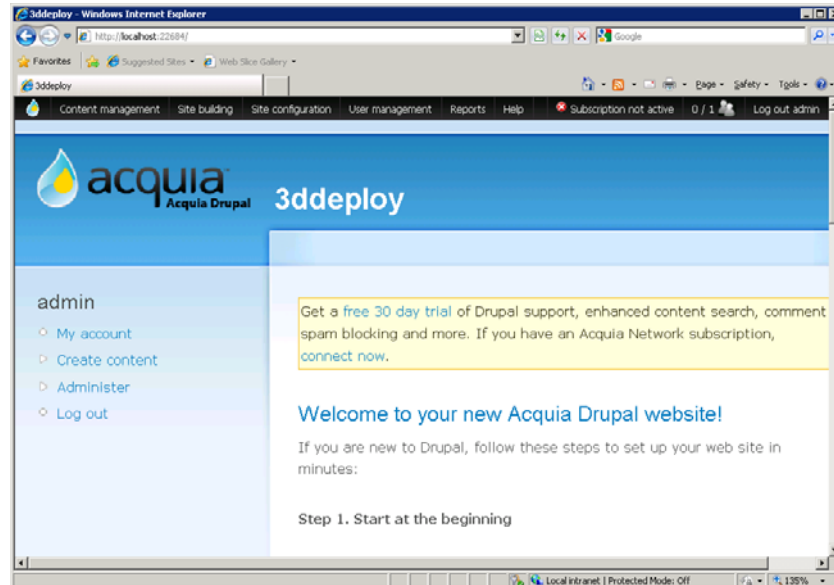 3ddeploy - Windows Internet Explorer
http://localhost:22684/
Google
Favorites Suggested Sites Web Slice Gallery
3ddeploy Page Safety Tools
Content management Site building Site configuration User management Reports Help Subscription not active 0 / 1 Log out admin
acquia
Acquia Drupal
3ddeploy
admin
My account
Create content
Administer
Log out
Get a free 30 day trial of Drupal support, enhanced content search, comment
spam blocking and more. If you have an Acquia Network subscription,
connect now.
Welcome to your new Acquia Drupal website!
If you are new to Drupal, follow these steps to set up your web site in
minutes:
Step 1. Start at the beginning
Local intranet | Protected Mode: Off 135%